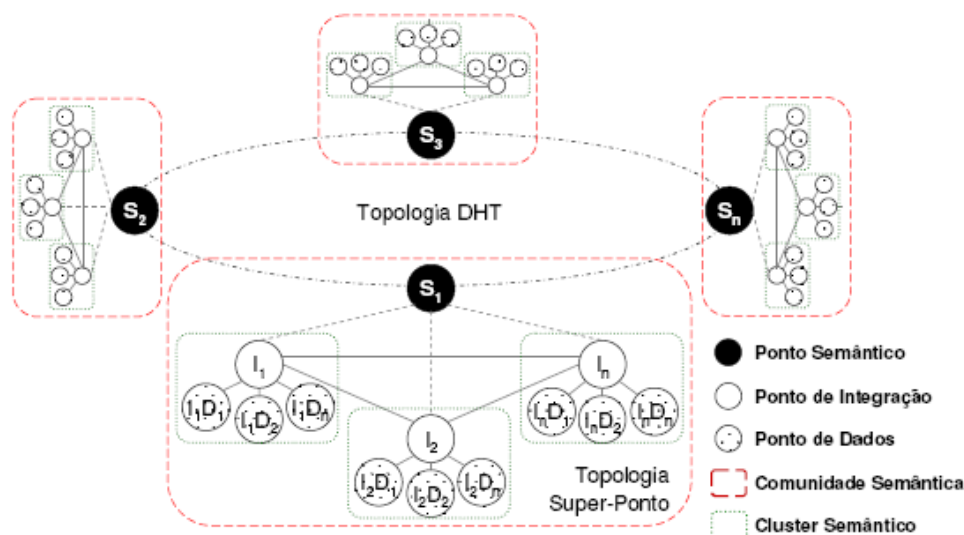 S3
S2
Topologia DHT
Sn
S1
I1
In
I1D1
I1D2
I1Dn
InD1
InD2
InDn
I2
I2D1
I2D2
I2Dn
Topologia
Super-Ponto
Ponto Semântico
Ponto de Integração
Ponto de Dados
Comunidade Semântica
Cluster Semântico